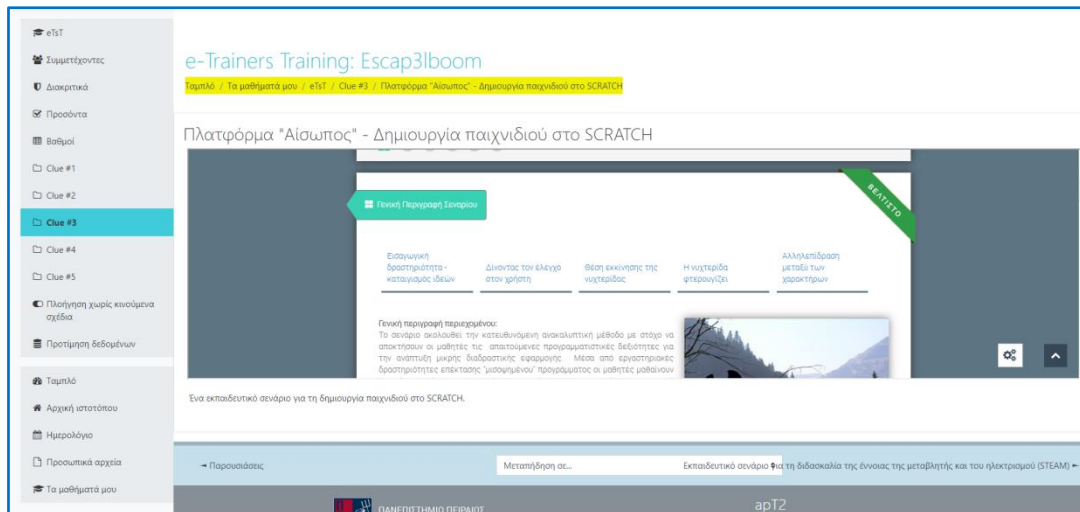 eTsT
Συμμετέχοντες
Διακριτικά
Προσόντα
Βαθμοί
Clue #1
Clue #2
Clue #3
Clue #4
Clue #5
Πλοήγηση χωρίς κινούμενα
σχέδια
Προτίμηση δεδομένων
Ταμπλό
Αρχική ιστοτόπου
Ημερολόγιο
Προσωπικά αρχεία
Τα μαθήματά μου
e-Trainers Training: Escap3lboom
Ταμπλό / Τα μαθήματά μου / eTsT / Clue #3 / Πλατφόρμα "Αίσωπος" - Δημιουργία παιχνιδιού στο SCRATCH
Πλατφόρμα "Αίσωπος" - Δημιουργία παιχνιδιού στο SCRATCH
ΒΕΛΤΙΣΤΟ
Γενική Περιγραφή Σεναρίου
Εισαγωγική
δραστηριότητα -
καταιγισμός ιδεών
Δίνοντας τον έλεγχο
στον χρήστη
Θέση εκκίνησης της
νυχτερίδας
Η νυχτερίδα
φτερουγίζει
Αλληλεπίδραση
μεταξύ των
χαρακτήρων
Γενική περιγραφή περιεχομένου:
Το σενάριο ακολουθεί την κατευθυνόμενη ανακαλυπτική μέθοδο με στόχο να
αποκτήσουν οι μαθητές τις απαιτούμενες προγραμματιστικές δεξιότητες για
την ανάπτυξη μικρής διαδραστικής εφαρμογής. Μέσα από εργαστηριακές
δραστηριότητες επέκτασης 'μισοψημένου' προγράμματος οι μαθητές μαθαίνουν
Ένα εκπαιδευτικό σενάριο για τη δημιουργία παιχνιδιού στο SCRATCH.
◄ Παρουσιάσεις
Μεταπήδηση σε...
Εκπαιδευτικό σενάριο για τη διδασκαλία της έννοιας της μεταβλητής και του ηλεκτρισμού (STEAM) ►
ΠΑΝΕΠΙΣΤΗΜΙΟ ΠΕΙΡΑΙΩΣ
apT2